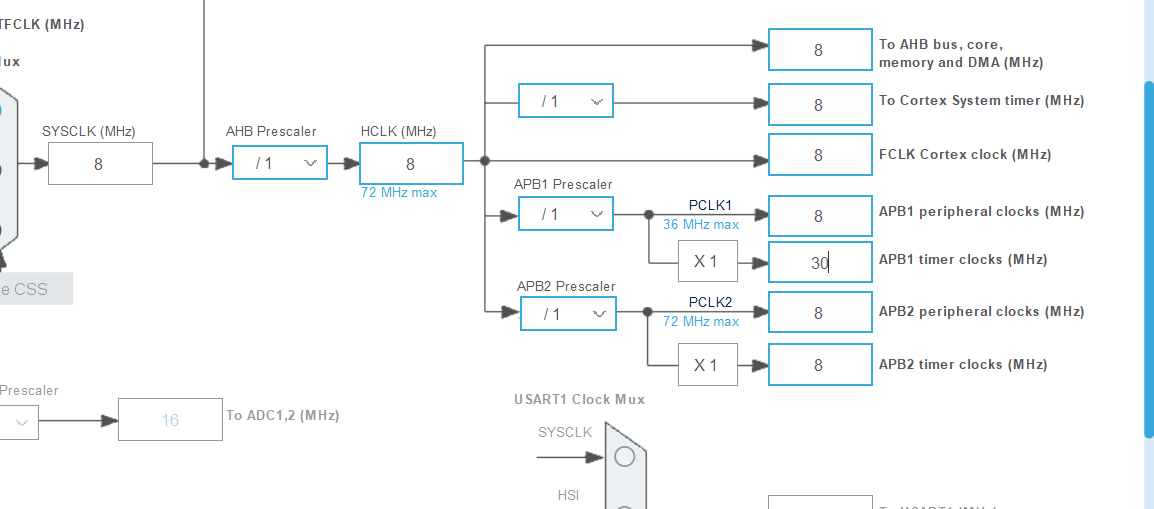 TFCLK (MHz)
ux
SYSCLK (MHz)
8
AHB Prescaler
/ 1
HCLK (MHz)
8
72 MHz max
/ 1
8
To AHB bus, core,
memory and DMA (MHz)
8
To Cortex System timer (MHz)
8
FCLK Cortex clock (MHz)
APB1 Prescaler
/ 1
PCLK1
36 MHz max
8
APB1 peripheral clocks (MHz)
X 1
30
APB1 timer clocks (MHz)
e CSS
APB2 Prescaler
/ 1
PCLK2
72 MHz max
8
APB2 peripheral clocks (MHz)
X 1
8
APB2 timer clocks (MHz)
Prescaler
16
To ADC1,2 (MHz)
USART1 Clock Mux
SYSCLK
HSI